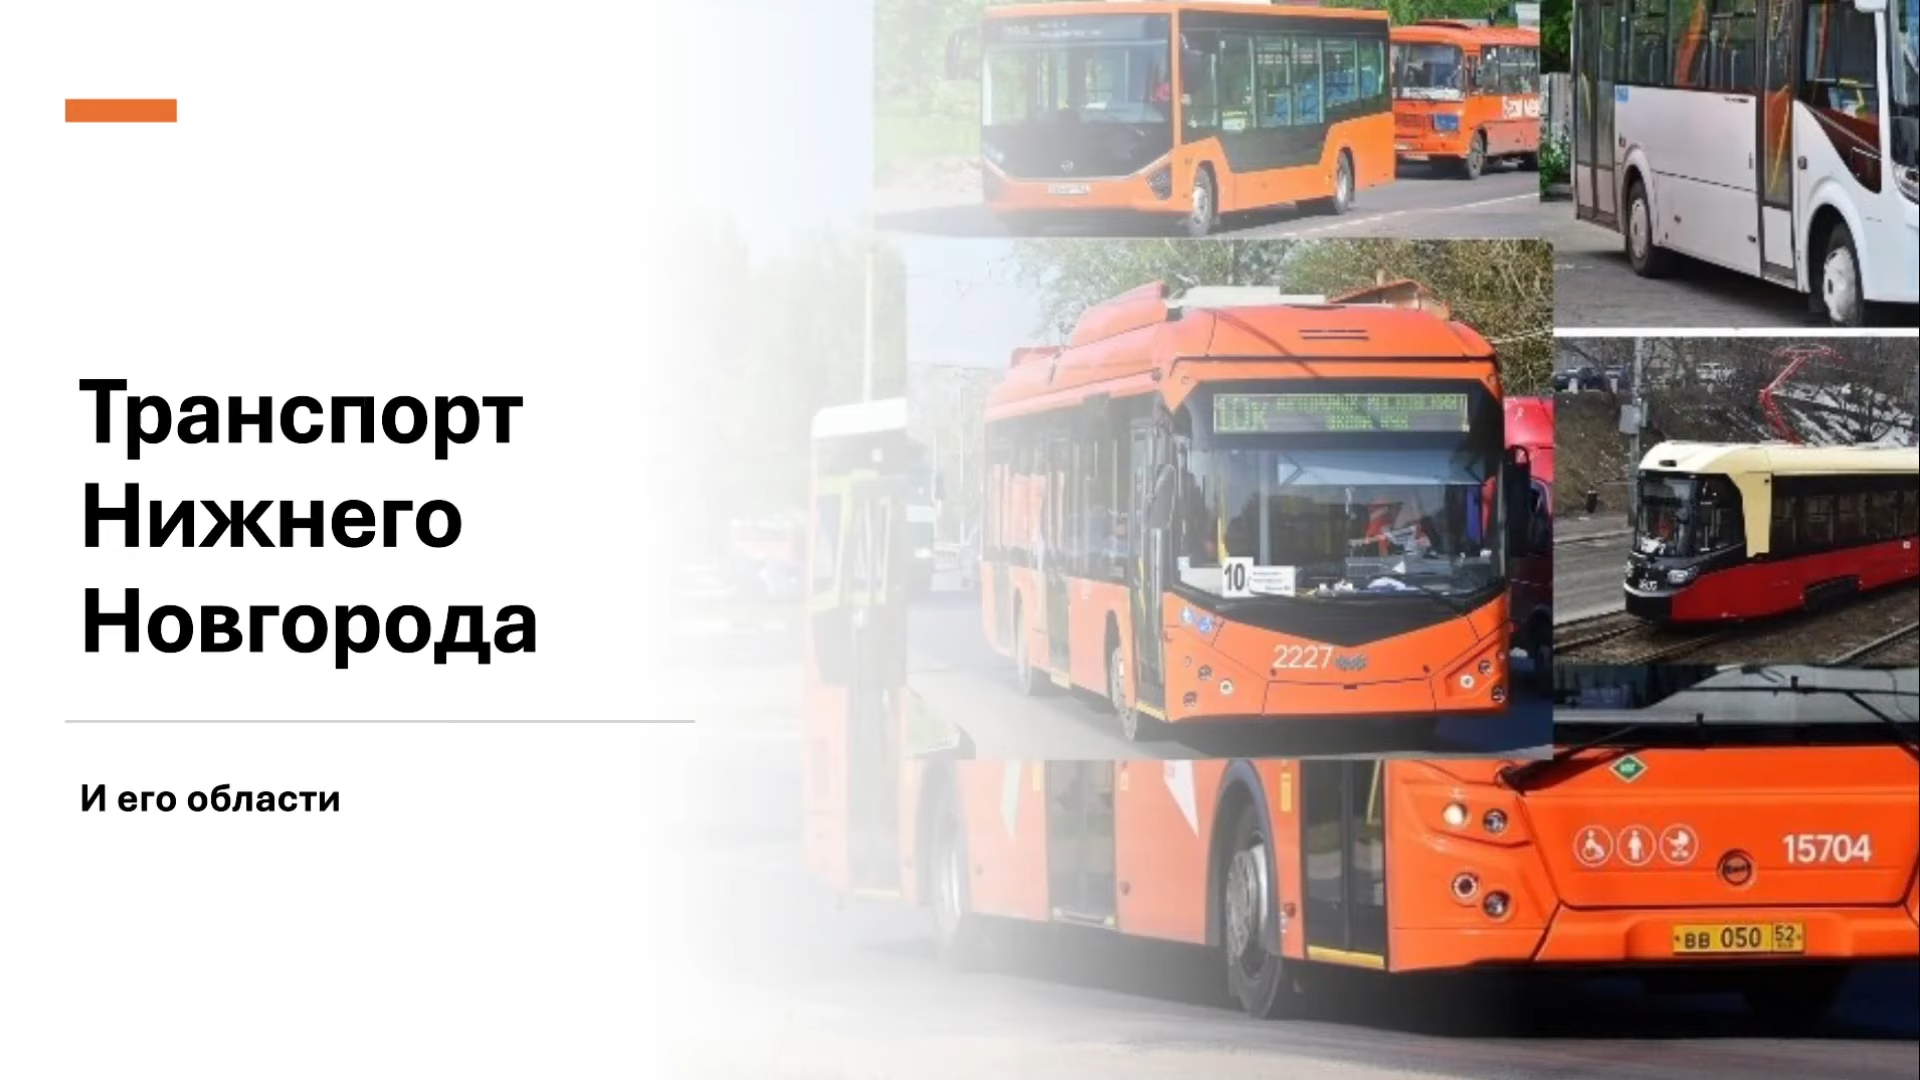 Транспорт
Нижнего
Новгорода
И его области
10к
10
2227
15704
ВВ 050 52